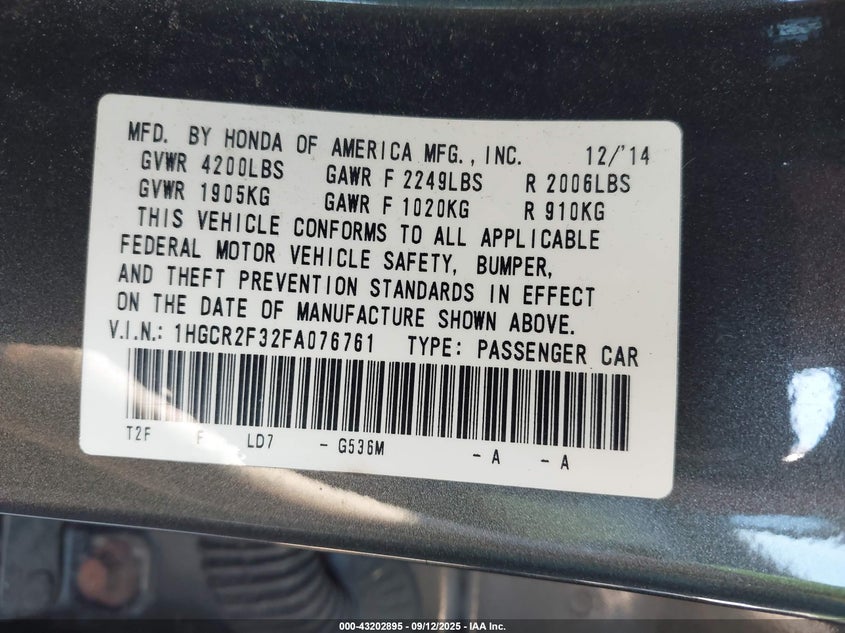 MFD. BY HONDA OF AMERICA MFG., INC. 12/'14
GVWR 4200LBS GAWR F 2249LBS R 2006LBS
GVWR 1905KG GAWR F 1020KG R 910KG
THIS VEHICLE CONFORMS TO ALL APPLICABLE
FEDERAL MOTOR VEHICLE SAFETY, BUMPER,
AND THEFT PREVENTION STANDARDS IN EFFECT
ON THE DATE OF MANUFACTURE SHOWN ABOVE.
V.I.N.: 1HGCR2F32FA076761 TYPE: PASSENGER CAR
T2F F LD7 - G536M - A - A
000-43202895 - 09/12/2025 - IAA Inc.